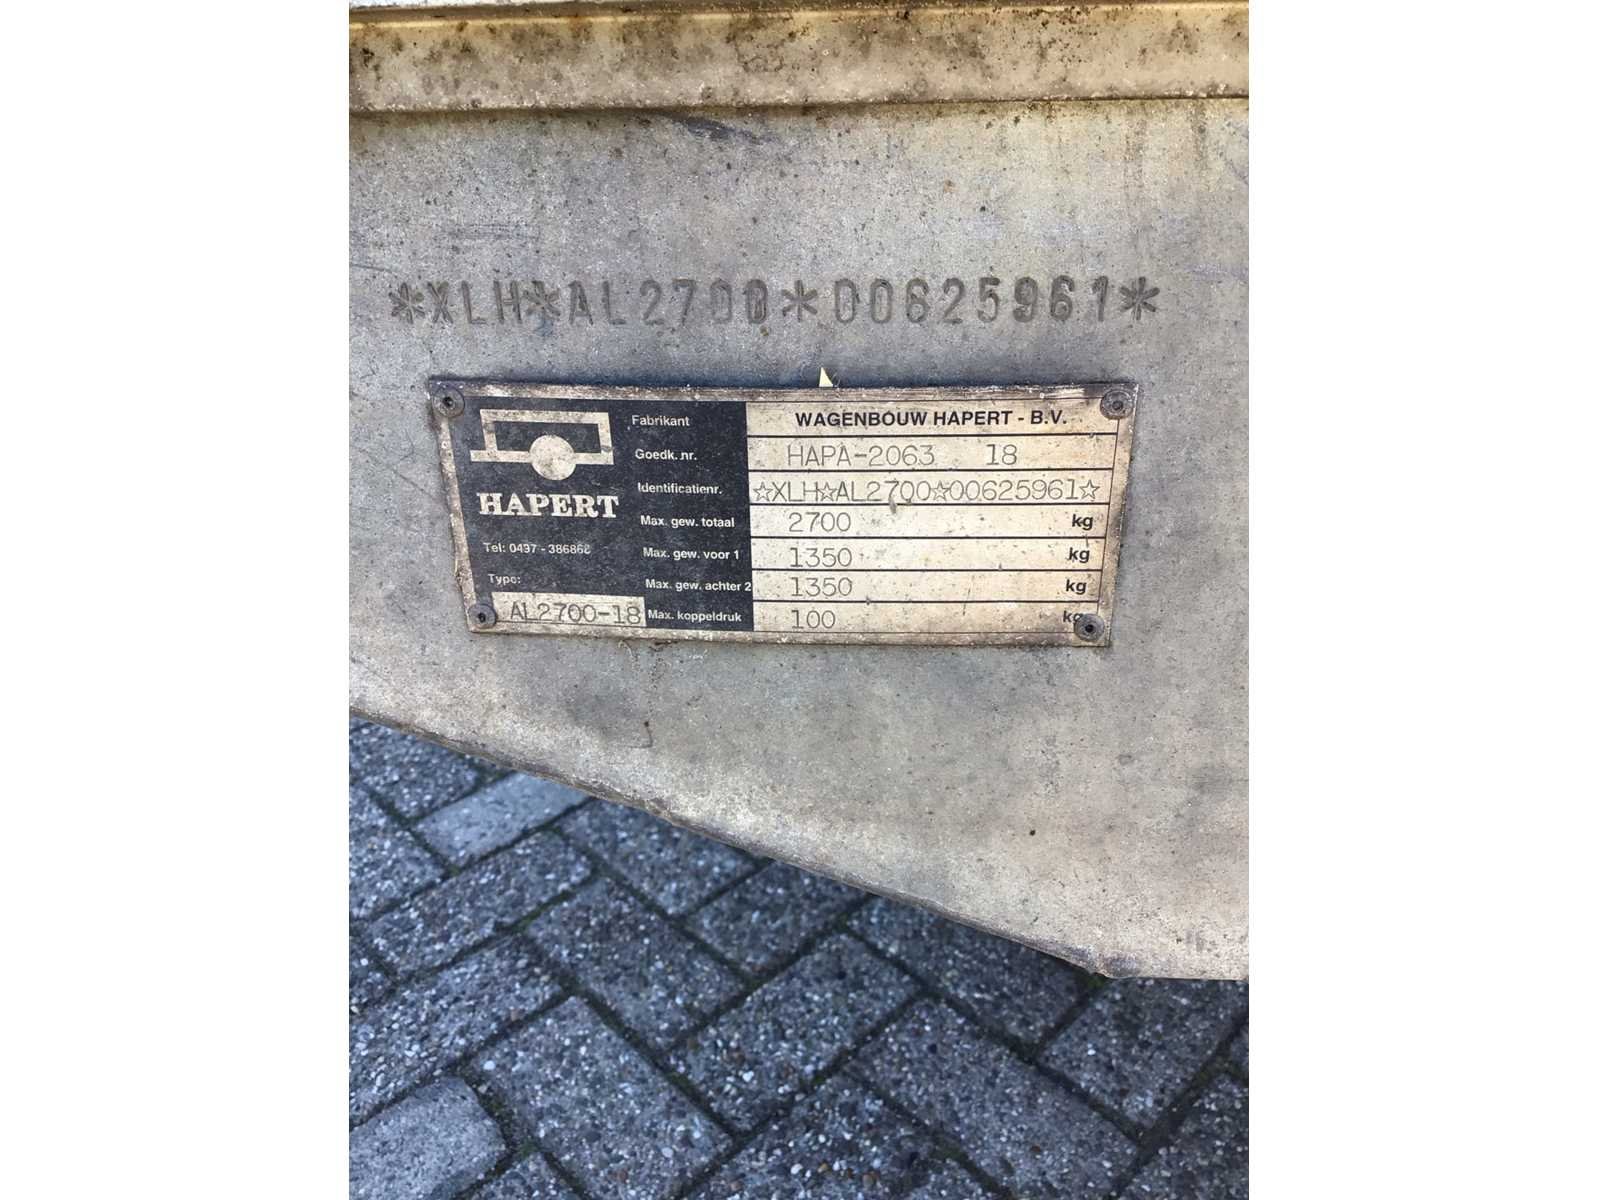 *XLH*AL2700*00625961*
Fabrikant WAGENBOUW HAPERT - B.V.
Goedk. nr. HAPA-2063 18
Identificatienr. ☆XLH☆AL2700☆00625961☆
HAPERT
Max. gew. totaal 2700 kg
Tel: 0497 - 386868
Max. gew. voor 1 1350 kg
Type:
Max. gew. achter 2 1350 kg
AL2700-18
Max. koppeldruk 100 kg